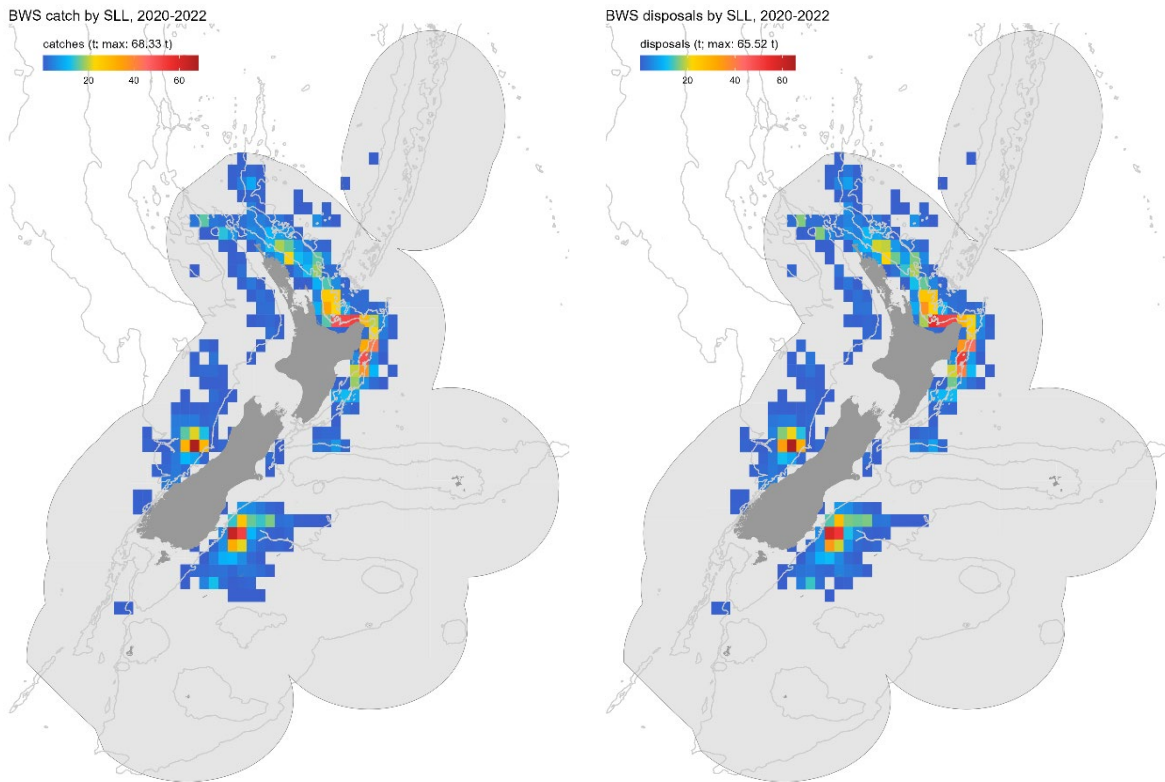 BWS catch by SLL, 2020-2022
catches (t; max: 68.33 t)
20 40 60
BWS disposals by SLL, 2020-2022
disposals (t; max: 65.52 t)
20 40 60